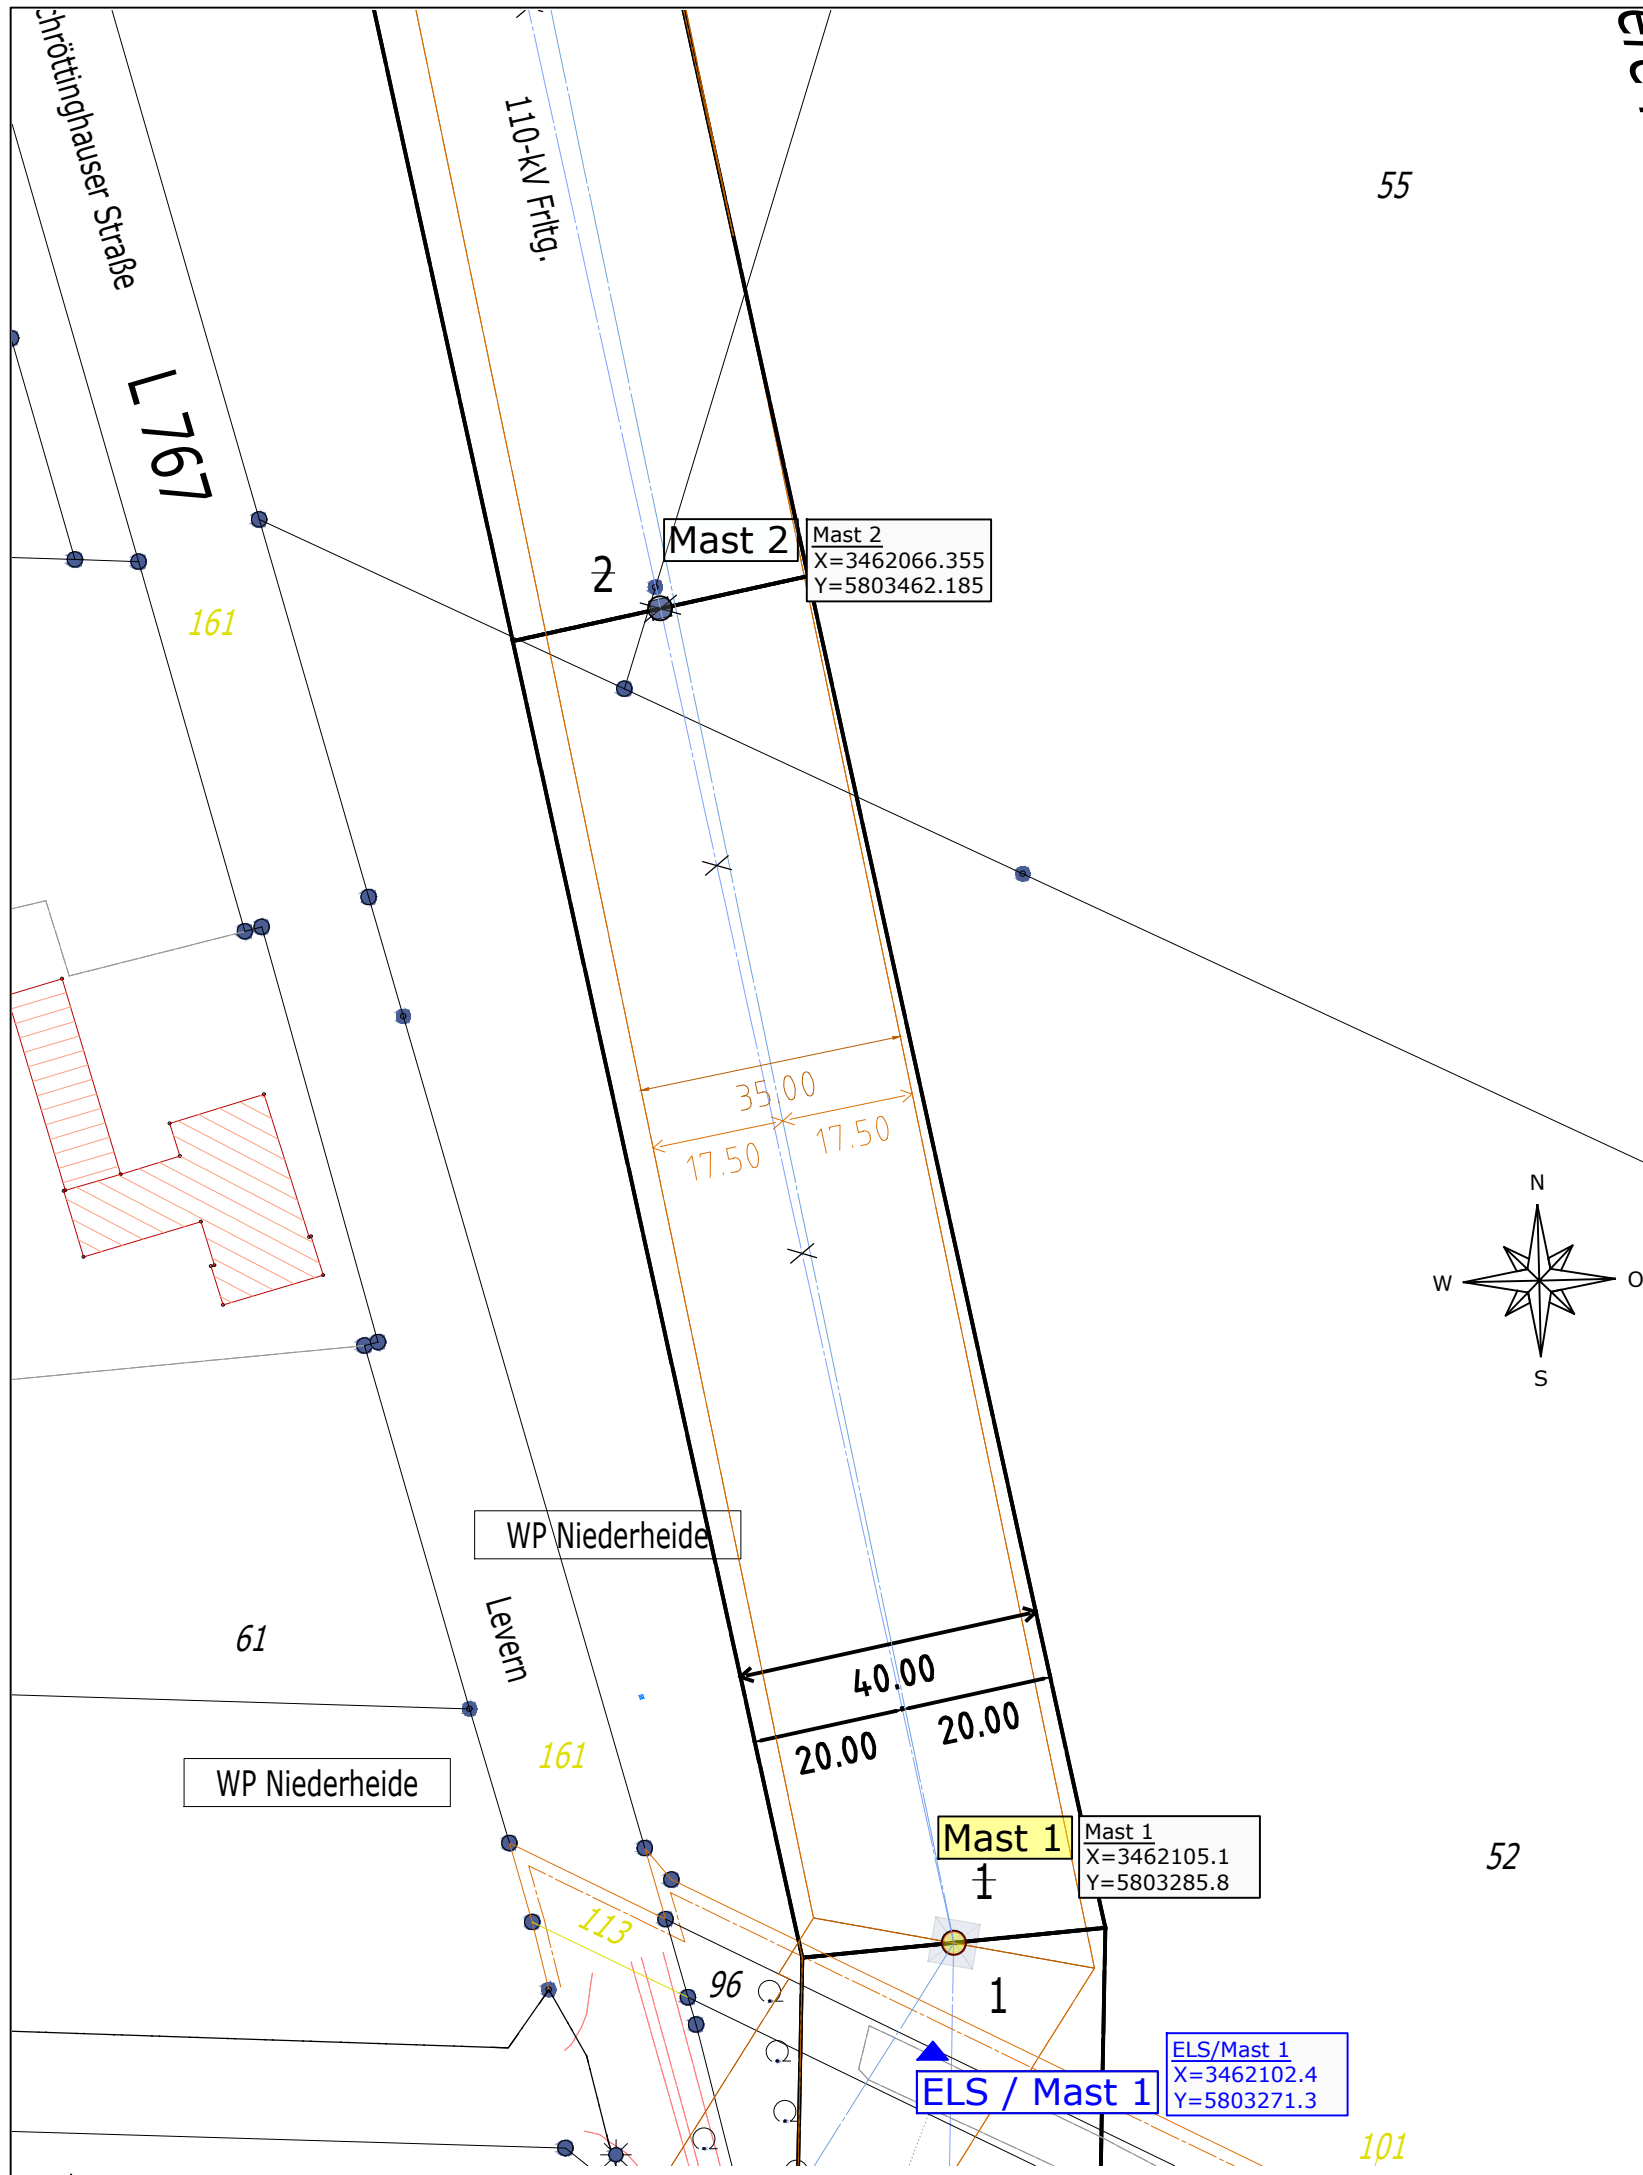 chröttinghauser Straße
110-kV Frltg.
55
L 767
Mast 2
Mast 2
X=3462066.355
Y=5803462.185
2
161
35.00
17.50
17.50
N
W
O
S
WP Niederheide
61
Levern
40.00
20.00
20.00
161
WP Niederheide
Mast 1
Mast 1
X=3462105.1
Y=5803285.8
1
52
113
96
1
ELS / Mast 1
ELS/Mast 1
X=3462102.4
Y=5803271.3
101